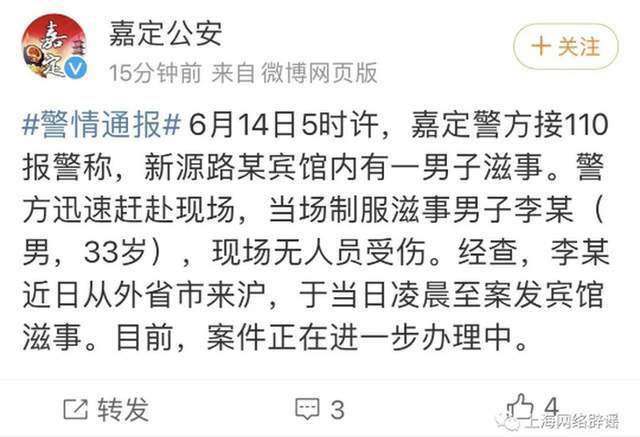 嘉定
嘉定公安
15分钟前 来自 微博网页版
＋关注
#警情通报# 6月14日5时许，嘉定警方接110
报警称，新源路某宾馆内有一男子滋事。警
方迅速赶赴现场，当场制服滋事男子李某（
男，33岁），现场无人员受伤。经查，李某
近日从外省市来沪，于当日凌晨至案发宾馆
滋事。目前，案件正在进一步办理中。
转发
3
4
上海网络辟谣